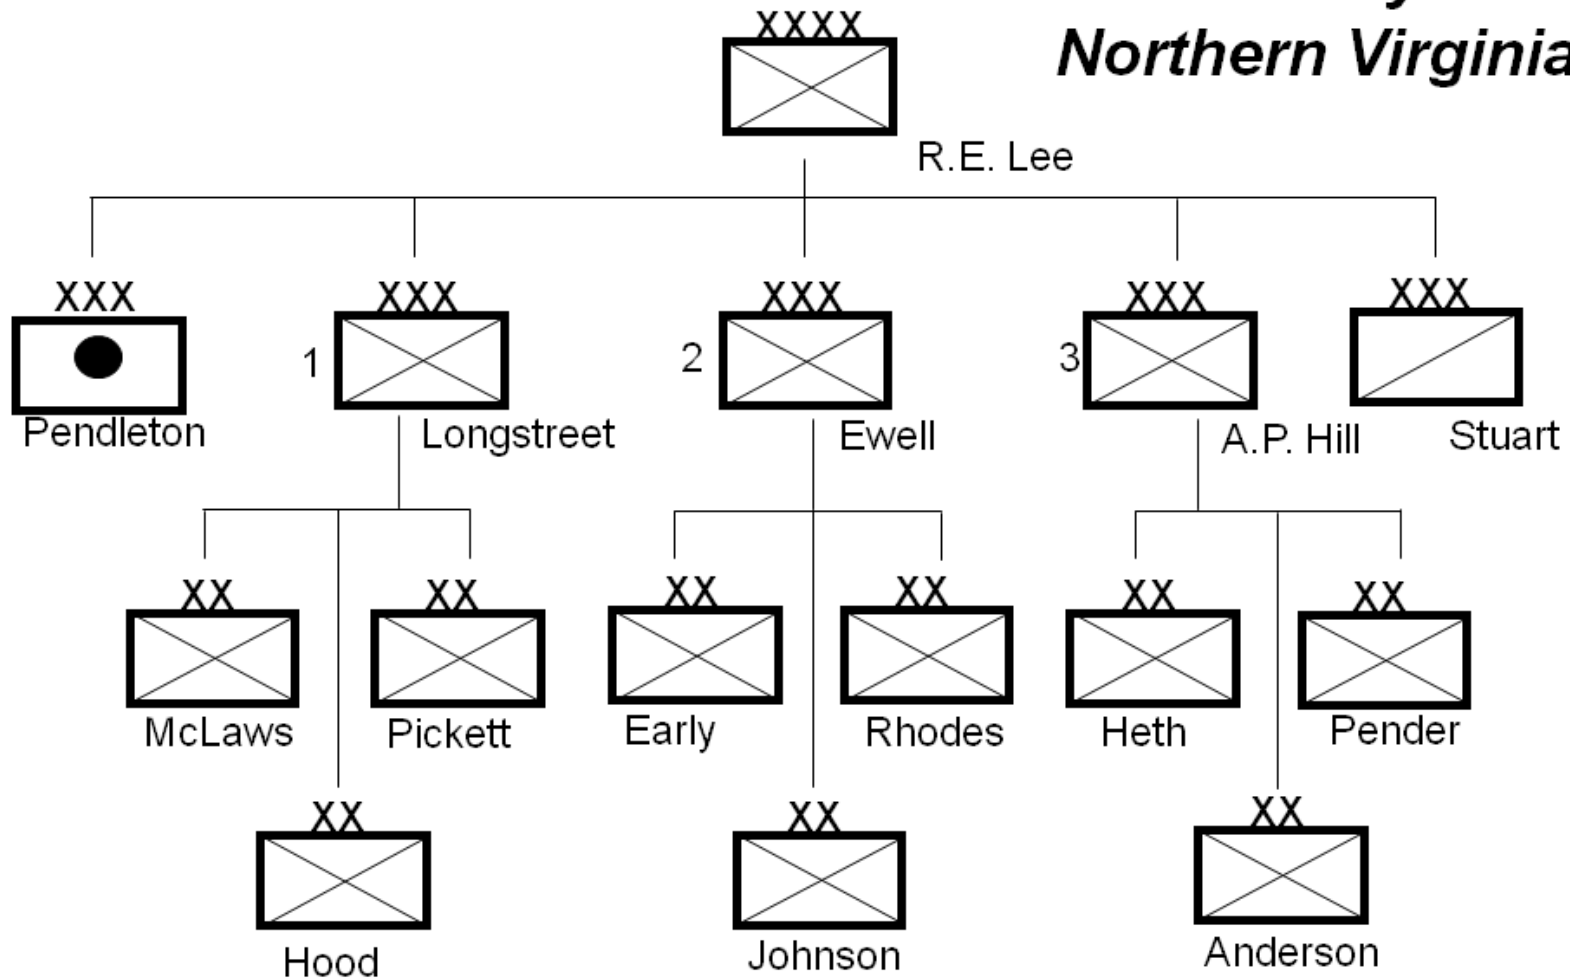 Northern Virginia
XXXX
R.E. Lee
XXX
XXX
XXX
XXX
XXX
1
2
3
Pendleton
Longstreet
Ewell
A.P. Hill
Stuart
XX
XX
XX
XX
XX
XX
McLaws
Pickett
Early
Rhodes
Heth
Pender
XX
XX
XX
Hood
Johnson
Anderson